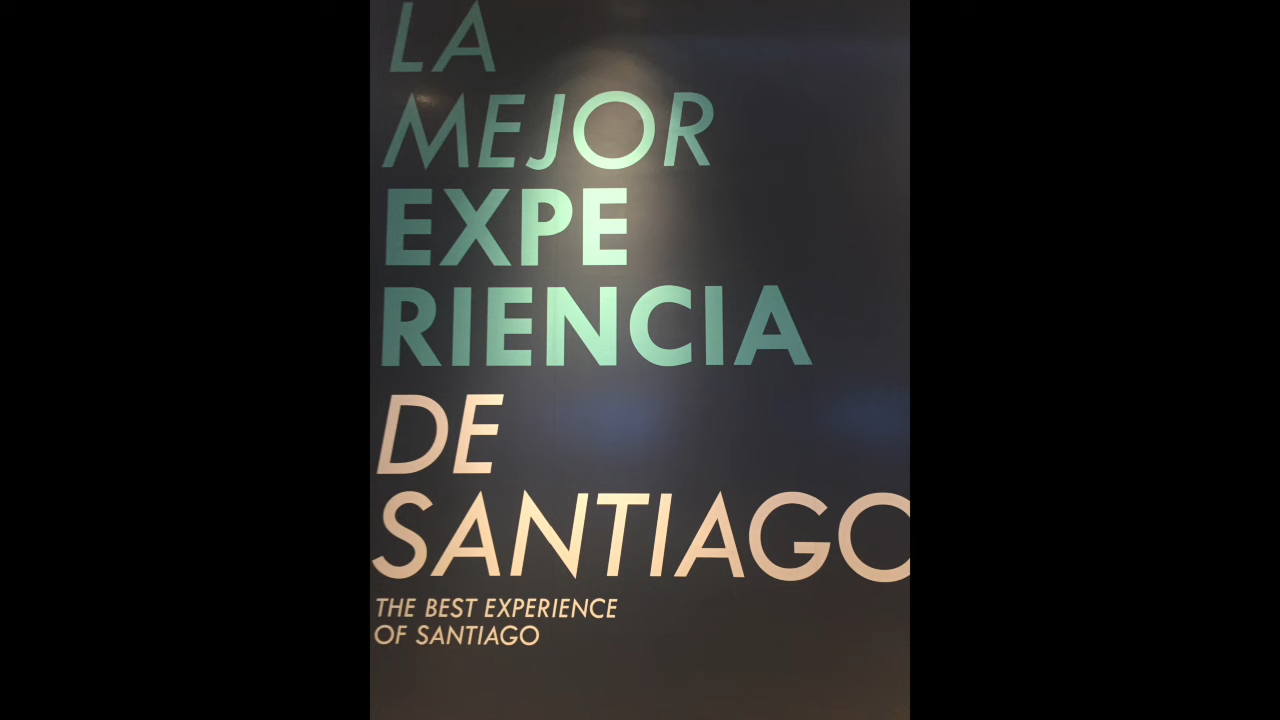 LA
MEJOR
EXPE
RIENCIA
DE
SANTIAGO
THE BEST EXPERIENCE
OF SANTIAGO